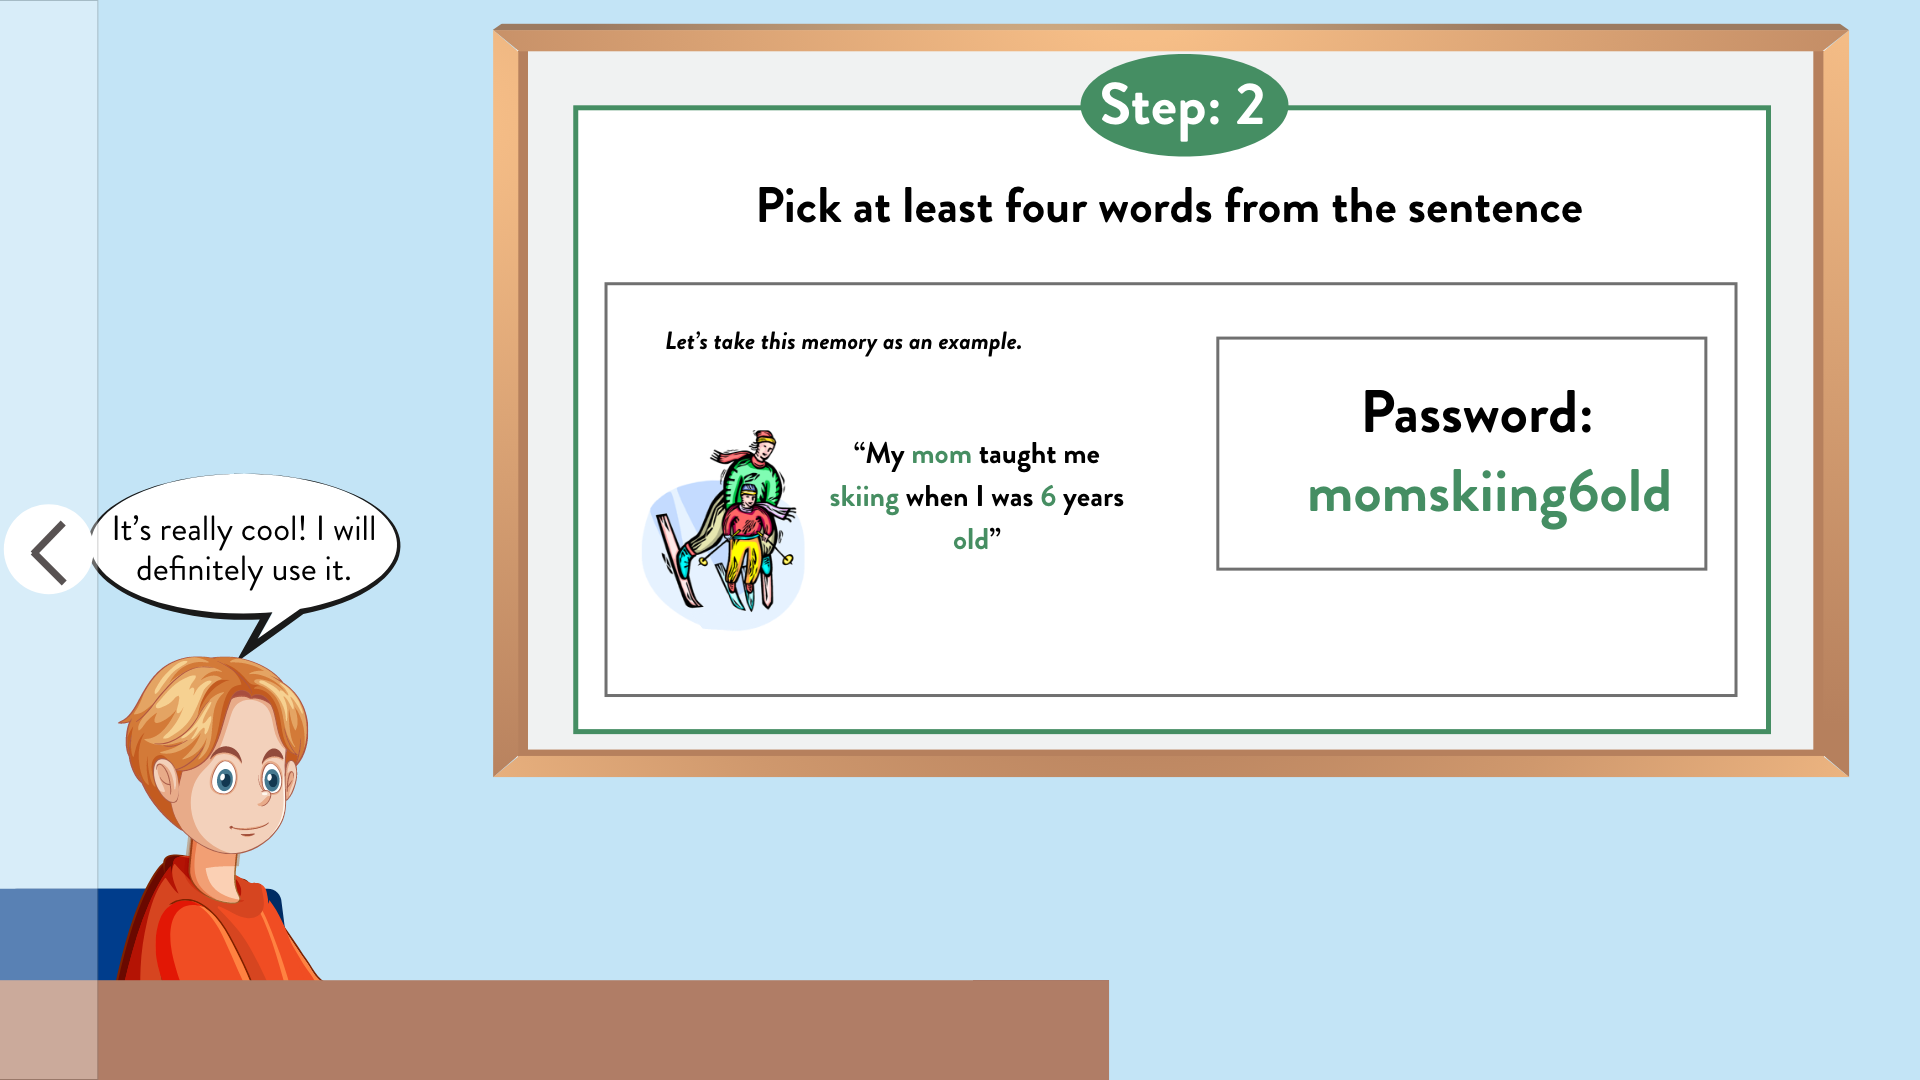 Step: 2
Pick at least four words from the sentence
Let’s take this memory as an example.
“My mom taught me
skiing when I was 6 years
old”
Password:
momskiing6old
It’s really cool! I will
definitely use it.